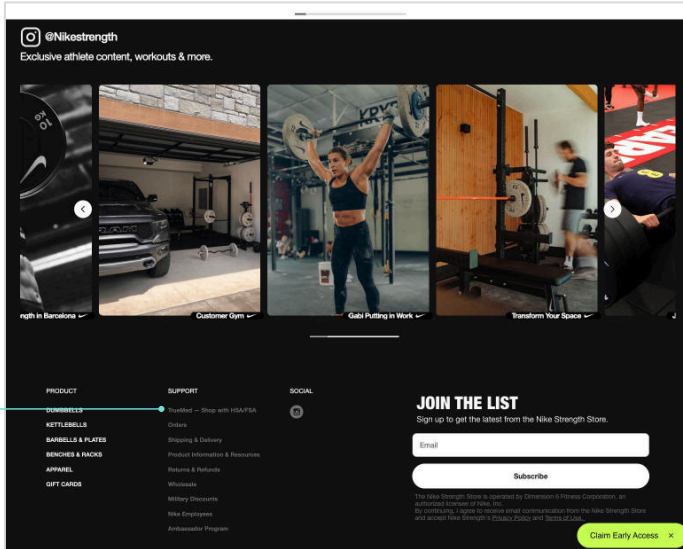 @Nikestrength
Exclusive athlete content, workouts & more.
10
KG
RAM
ngth in Barcelona
Customer Gym
Gabi Putting in Work
Transform Your Space
J
PRODUCT
DUMBBELLS
KETTLEBELLS
BARBELLS & PLATES
BENCHES & RACKS
APPAREL
GIFT CARDS
SUPPORT
TrueMed — Shop with HSA/FSA
Orders
Shipping & Delivery
Product Information & Resources
Returns & Refunds
Wholesale
Military Discounts
Nike Employees
Ambassador Program
SOCIAL
JOIN THE LIST
Sign up to get the latest from the Nike Strength Store.
Email
Subscribe
The Nike Strength Store is operated by Dimension 6 Fitness Corporation, an
authorized licensee of Nike, Inc.
By continuing, I agree to receive email communication from the Nike Strength Store
and accept Nike Strength's Privacy Policy and Terms of Use.
Claim Early Access ×